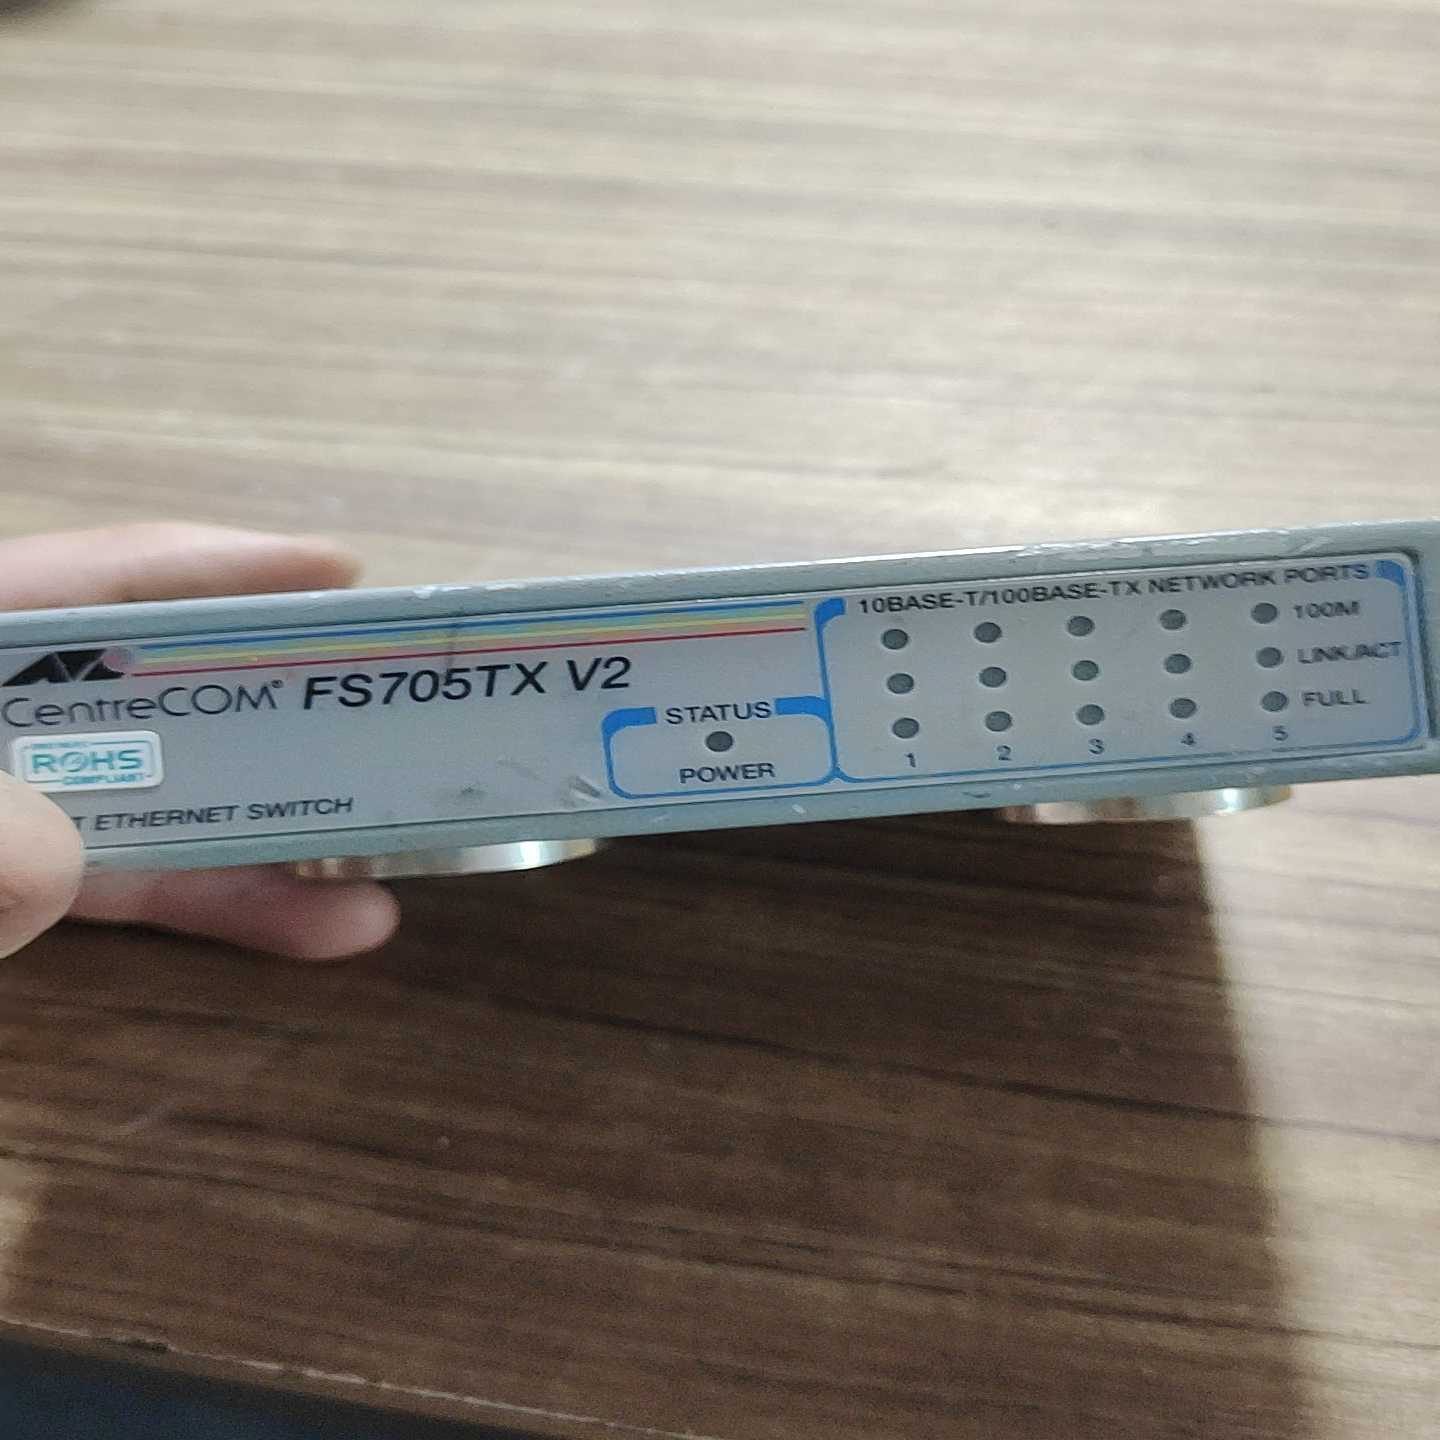 10BASE-T/100BASE-TX NETWORK PORTS
100M
LINK/ACT
FULL
1 2 3 4 5
CentreCOM® FS705TX V2
STATUS
POWER
ROHS
COMPLIANT
T ETHERNET SWITCH